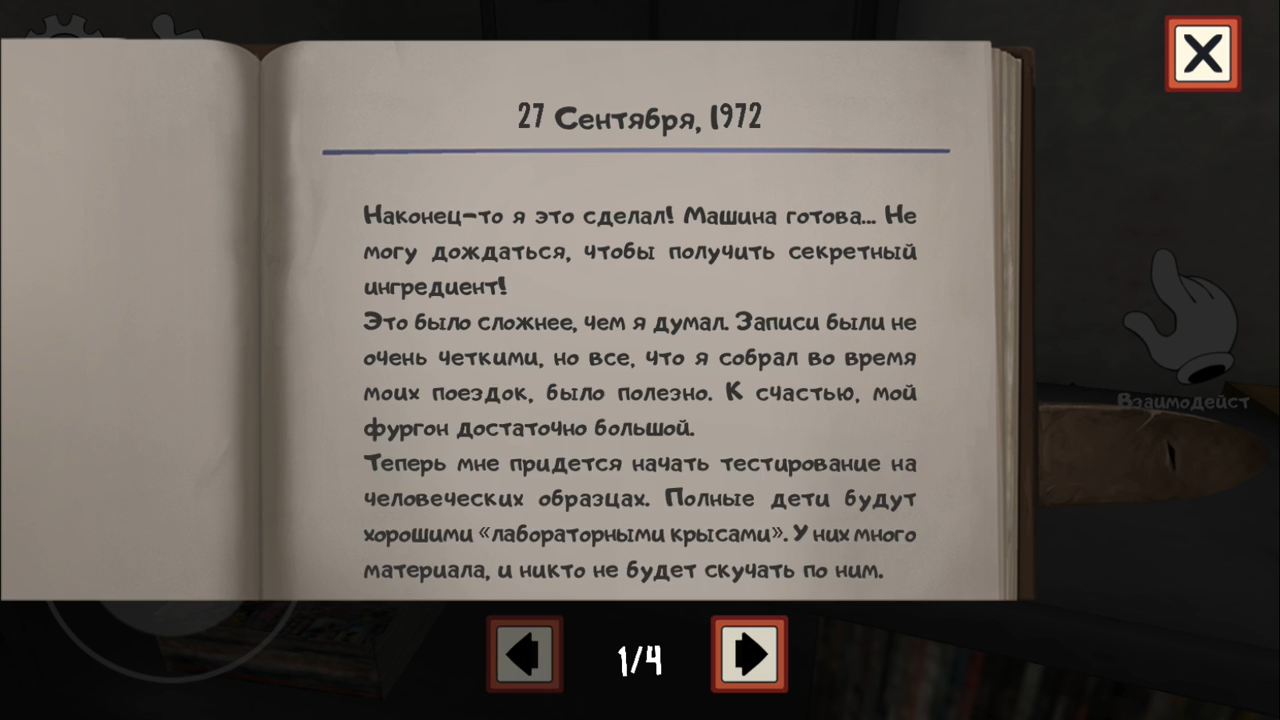 27 Сентября, 1972
Наконец-то я это сделал! Машина готова... Не
могу дождаться, чтобы получить секретный
ингредиент!
Это было сложнее, чем я думал. Записи были не
очень четкими, но все, что я собрал во время
моих поездок, было полезно. К счастью, мой
фургон достаточно большой.
Теперь мне придется начать тестирование на
человеческих образцах. Полные дети будут
хорошими «лабораторными крысами». У них много
материала, и никто не будет скучать по ним.
Взаимодейст
1/4